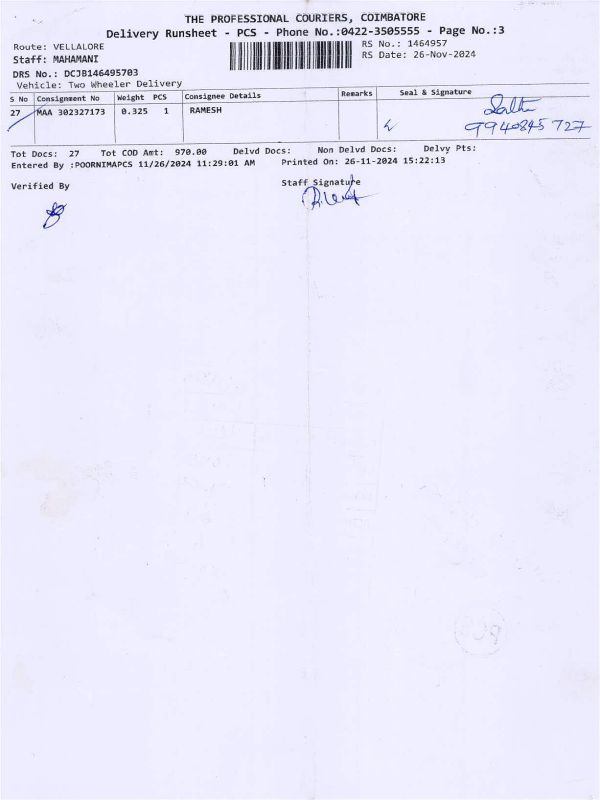 THE PROFESSIONAL COURIERS, COIMBATORE
Delivery Runsheet - PCS - Phone No.:0422-3505555 - Page No.:3
Route: VELLALORE RS No.: 1464957
Staff: MAHAMANI RS Date: 26-Nov-2024
DRS No.: DCJB146495703
Vehicle: Two Wheeler Delivery
S No Consignment No Weight PCS Consignee Details Remarks Seal & Signature
27 MAA 302327173 0.325 1 RAMESH
9940845 727
Tot Docs: 27 Tot COD Amt: 970.00 Delvd Docs: Non Delvd Docs: Delvy Pts:
Entered By :POORNIMAPCS 11/26/2024 11:29:01 AM Printed On: 26-11-2024 15:22:13
Verified By Staff Signature